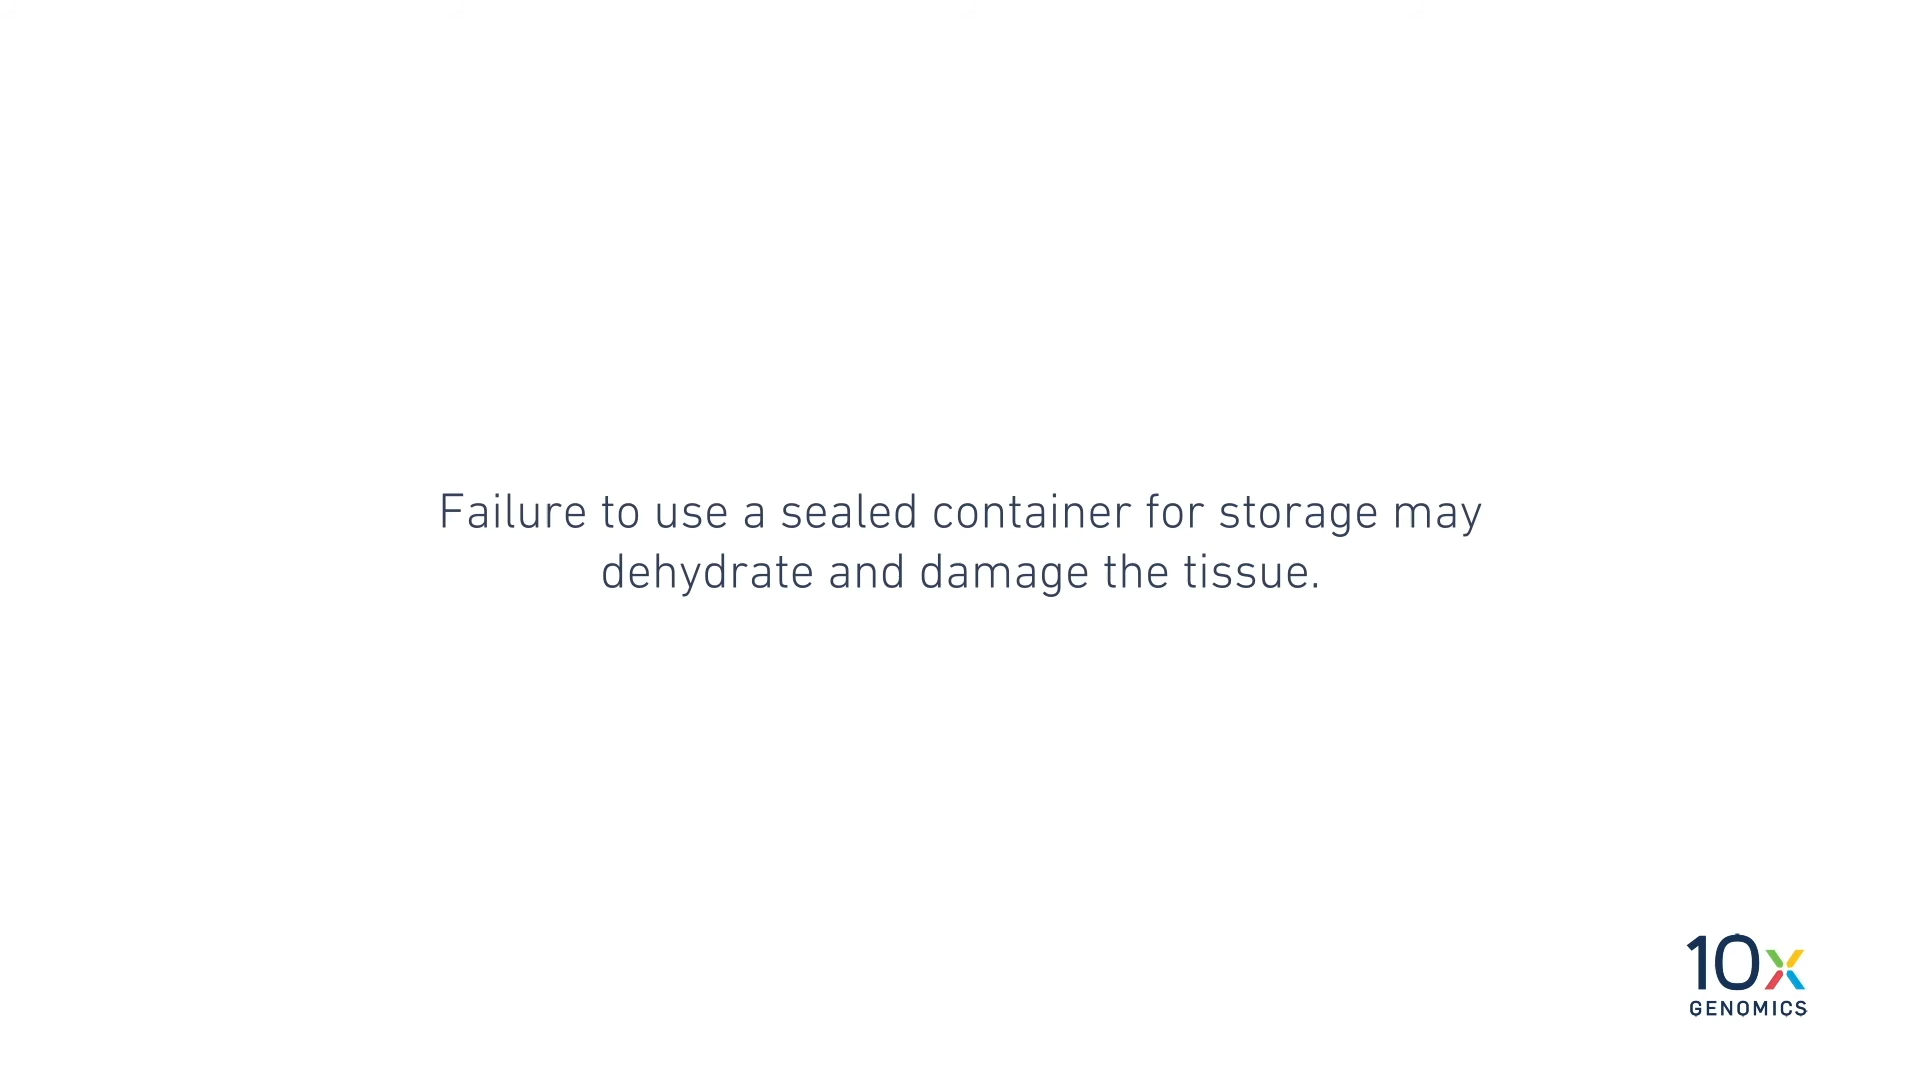 Failure to use a sealed container for storage may
dehydrate and damage the tissue.
10x
GENOMICS